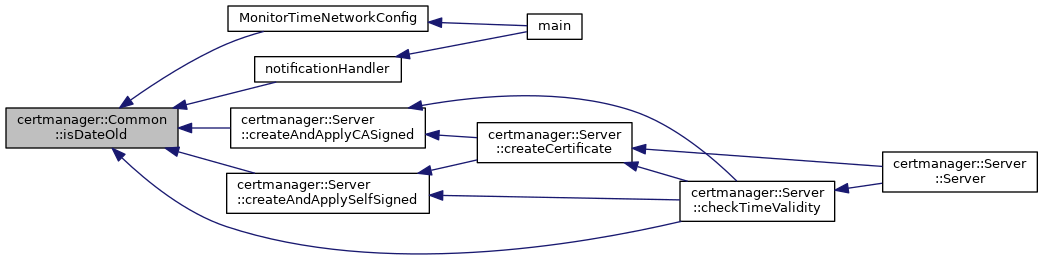 MonitorTimeNetworkConfig
main
notificationHandler
certmanager::Common
::isDateOld
certmanager::Server
::createAndApplyCASigned
certmanager::Server
::createCertificate
certmanager::Server
::Server
certmanager::Server
::createAndApplySelfSigned
certmanager::Server
::checkTimeValidity